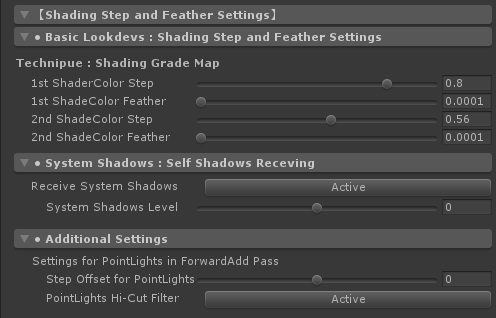 【Shading Step and Feather Settings】
● Basic Lookdevs : Shading Step and Feather Settings
Technipue : Shading Grade Map
1st ShaderColor Step 0.8
1st ShadeColor Feather 0.0001
2nd ShadeColor Step 0.56
2nd ShadeColor Feather 0.0001
● System Shadows : Self Shadows Receving
Receive System Shadows Active
System Shadows Level 0
● Additional Settings
Settings for PointLights in ForwardAdd Pass
Step Offset for PointLights 0
PointLights Hi-Cut Filter Active